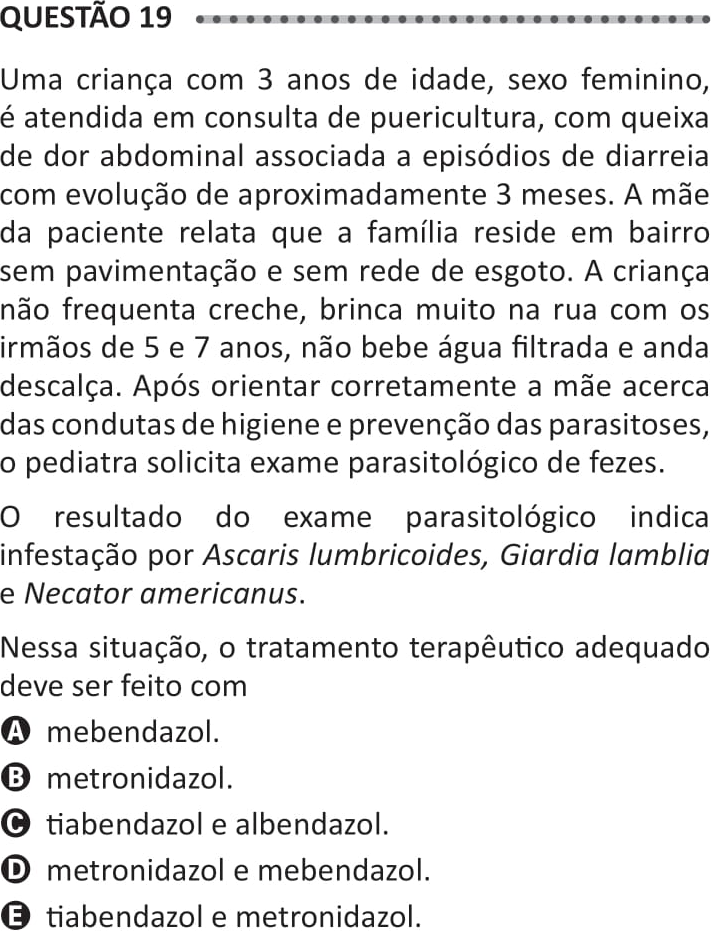 QUESTÃO 19
Uma criança com 3 anos de idade, sexo feminino,
é atendida em consulta de puericultura, com queixa
de dor abdominal associada a episódios de diarreia
com evolução de aproximadamente 3 meses. A mãe
da paciente relata que a família reside em bairro
sem pavimentação e sem rede de esgoto. A criança
não frequenta creche, brinca muito na rua com os
irmãos de 5 e 7 anos, não bebe água filtrada e anda
descalça. Após orientar corretamente a mãe acerca
das condutas de higiene e prevenção das parasitoses,
o pediatra solicita exame parasitológico de fezes.
O resultado do exame parasitológico indica
infestação por Ascaris lumbricoides, Giardia lamblia
e Necator americanus.
Nessa situação, o tratamento terapêutico adequado
deve ser feito com
A mebendazol.
B metronidazol.
C tiabendazol e albendazol.
D metronidazol e mebendazol.
E tiabendazol e metronidazol.